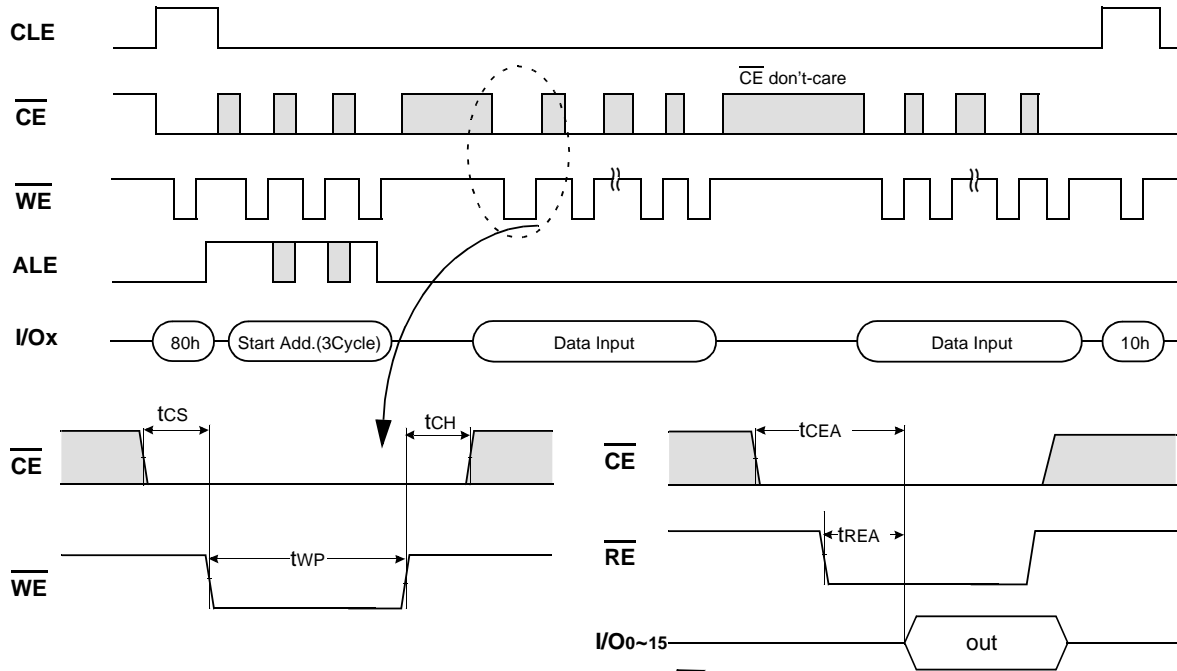 CLE
CE don't-care
CE
WE
ALE
I/Ox
80h
Start Add.(3Cycle)
Data Input
Data Input
10h
tCS
tCH
CE
tWP
WE
tCEA
CE
tREA
RE
I/O0~15
out